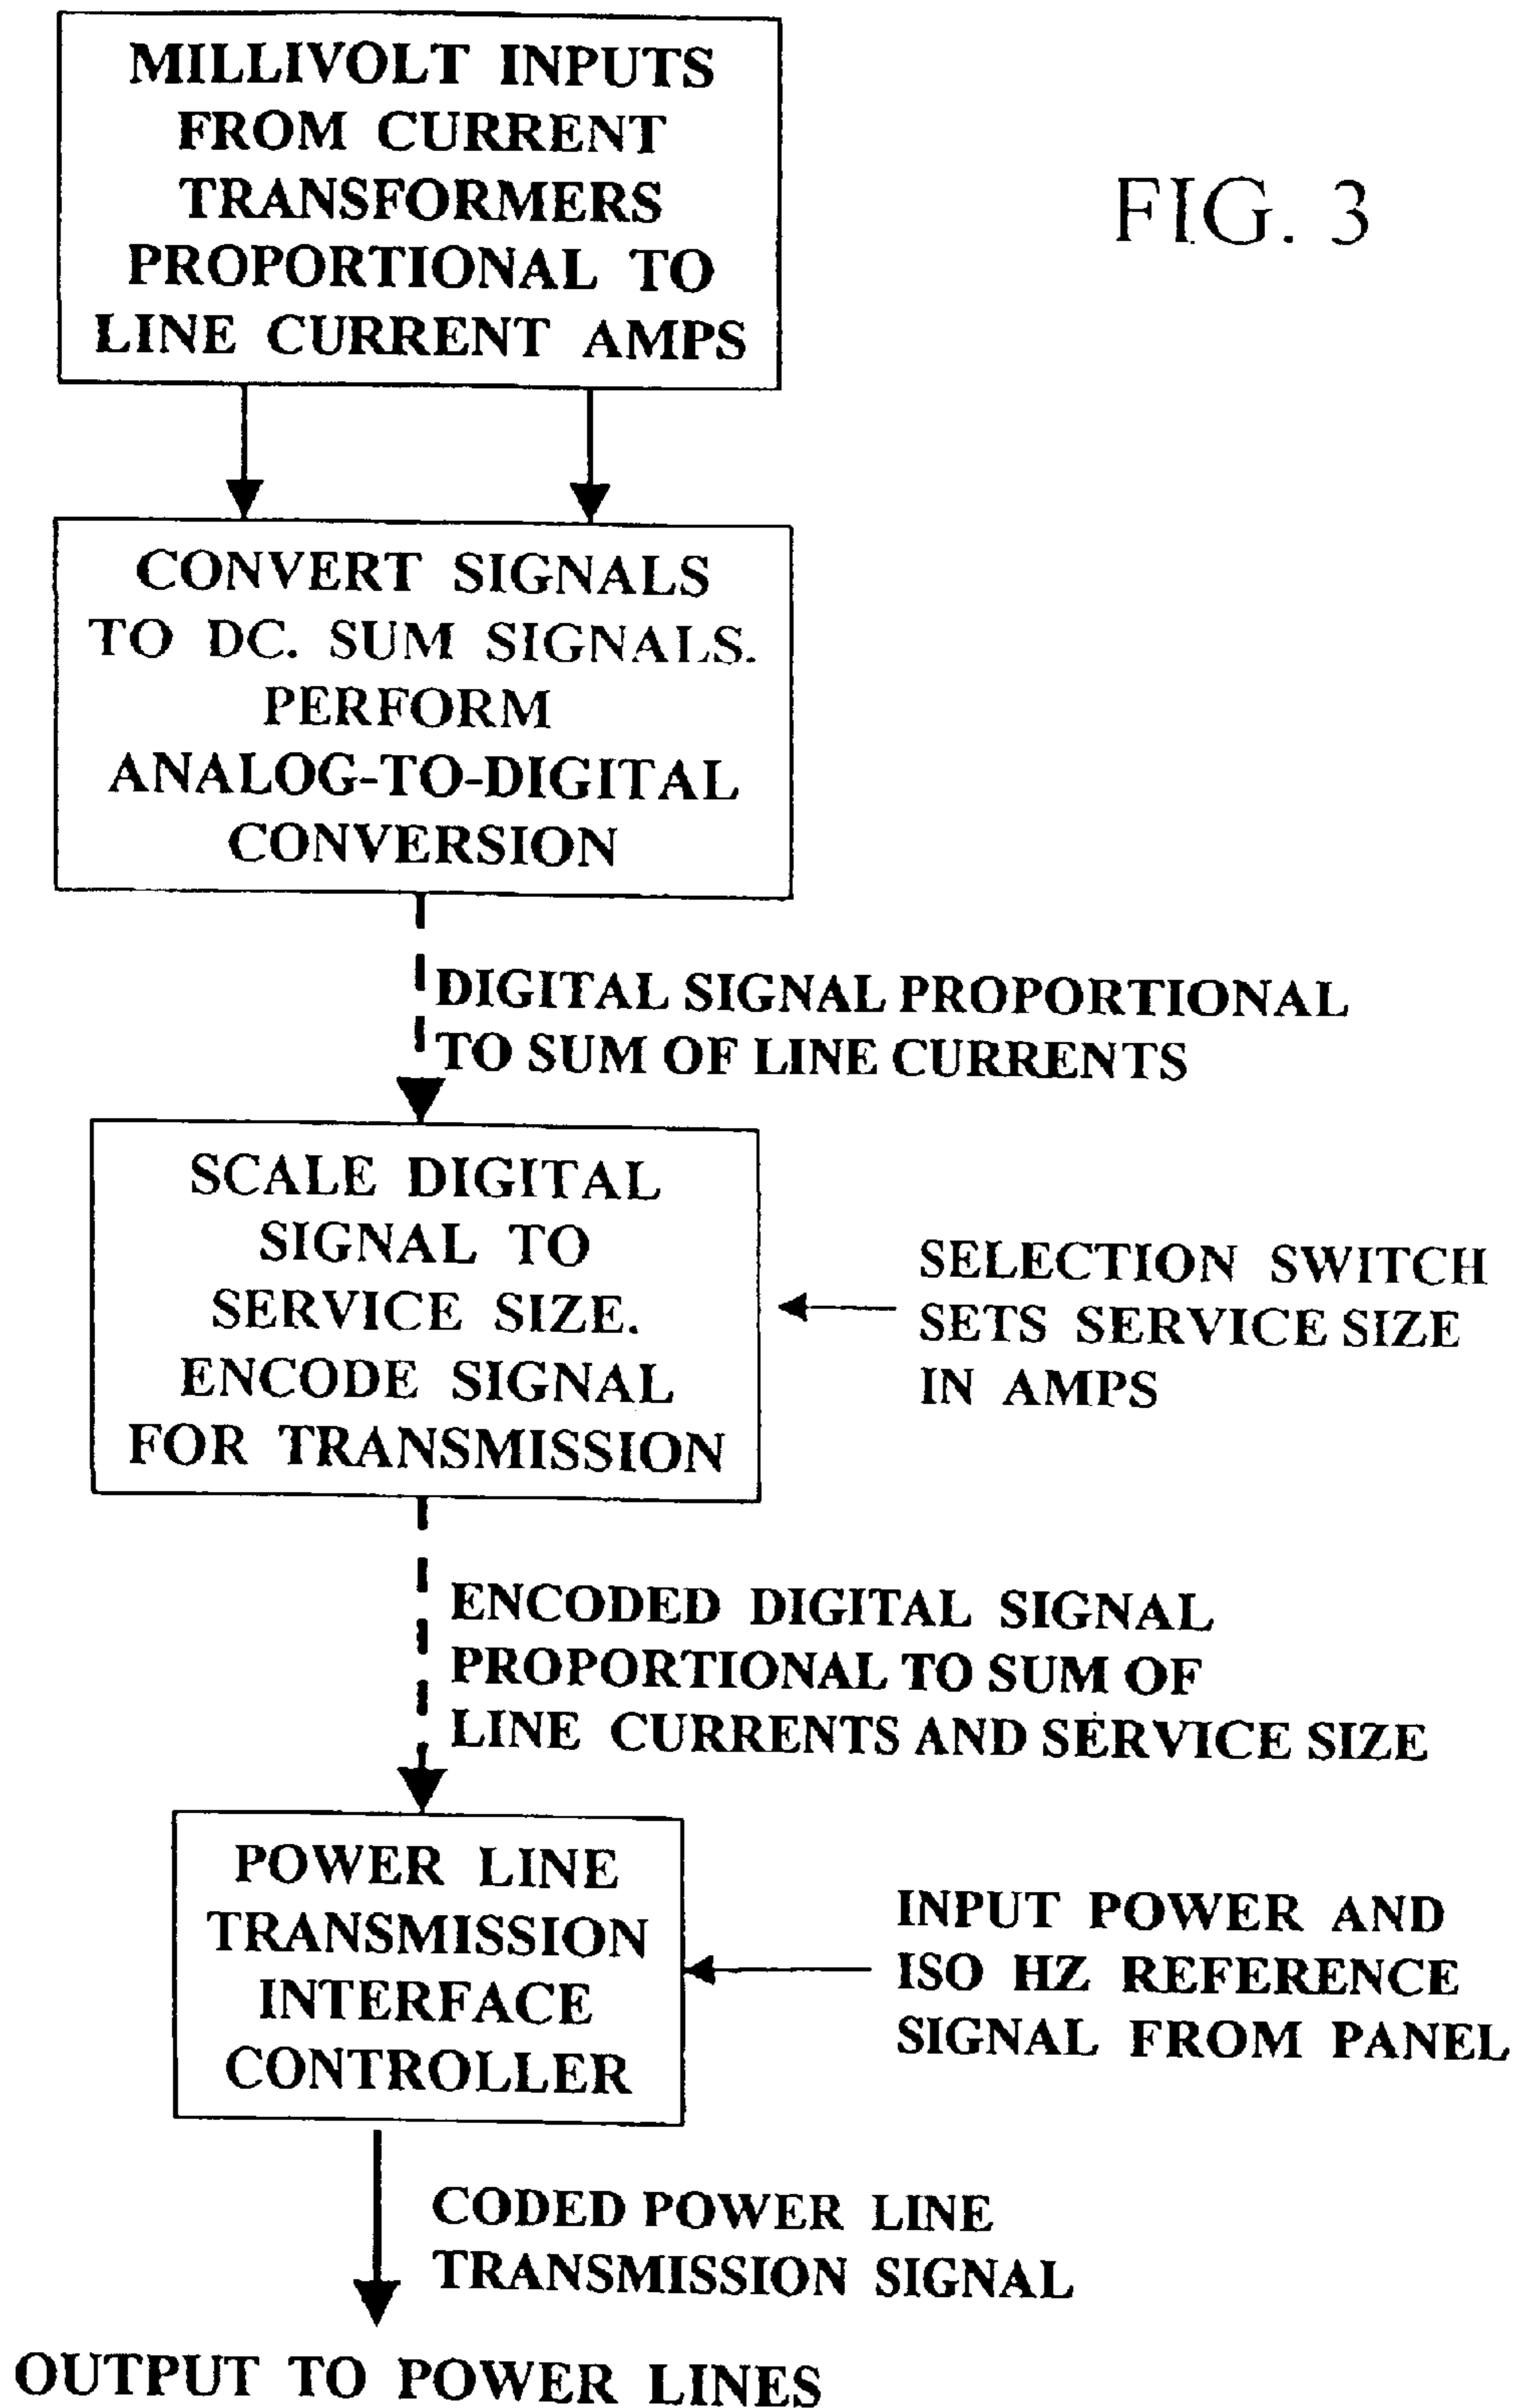 MILLIVOLT INPUTS
FROM CURRENT
TRANSFORMERS
PROPORTIONAL TO
LINE CURRENT AMPS
FIG. 3
CONVERT SIGNALS
TO DC. SUM SIGNALS.
PERFORM
ANALOG-TO-DIGITAL
CONVERSION
DIGITAL SIGNAL PROPORTIONAL
TO SUM OF LINE CURRENTS
SCALE DIGITAL
SIGNAL TO
SERVICE SIZE.
ENCODE SIGNAL
FOR TRANSMISSION
SELECTION SWITCH
SETS SERVICE SIZE
IN AMPS
ENCODED DIGITAL SIGNAL
PROPORTIONAL TO SUM OF
LINE CURRENTS AND SERVICE SIZE
POWER LINE
TRANSMISSION
INTERFACE
CONTROLLER
INPUT POWER AND
ISO HZ REFERENCE
SIGNAL FROM PANEL
CODED POWER LINE
TRANSMISSION SIGNAL
OUTPUT TO POWER LINES